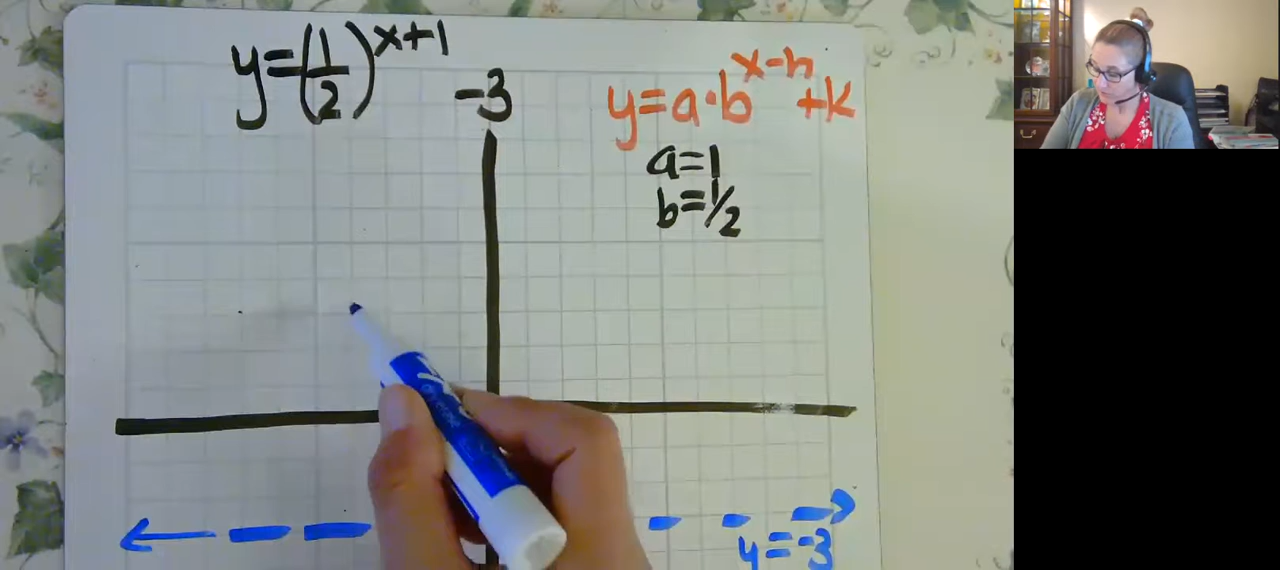 y=(1/2)^x+1 -3
y=a·b^x-h +k
a=1
b=1/2
y=-3